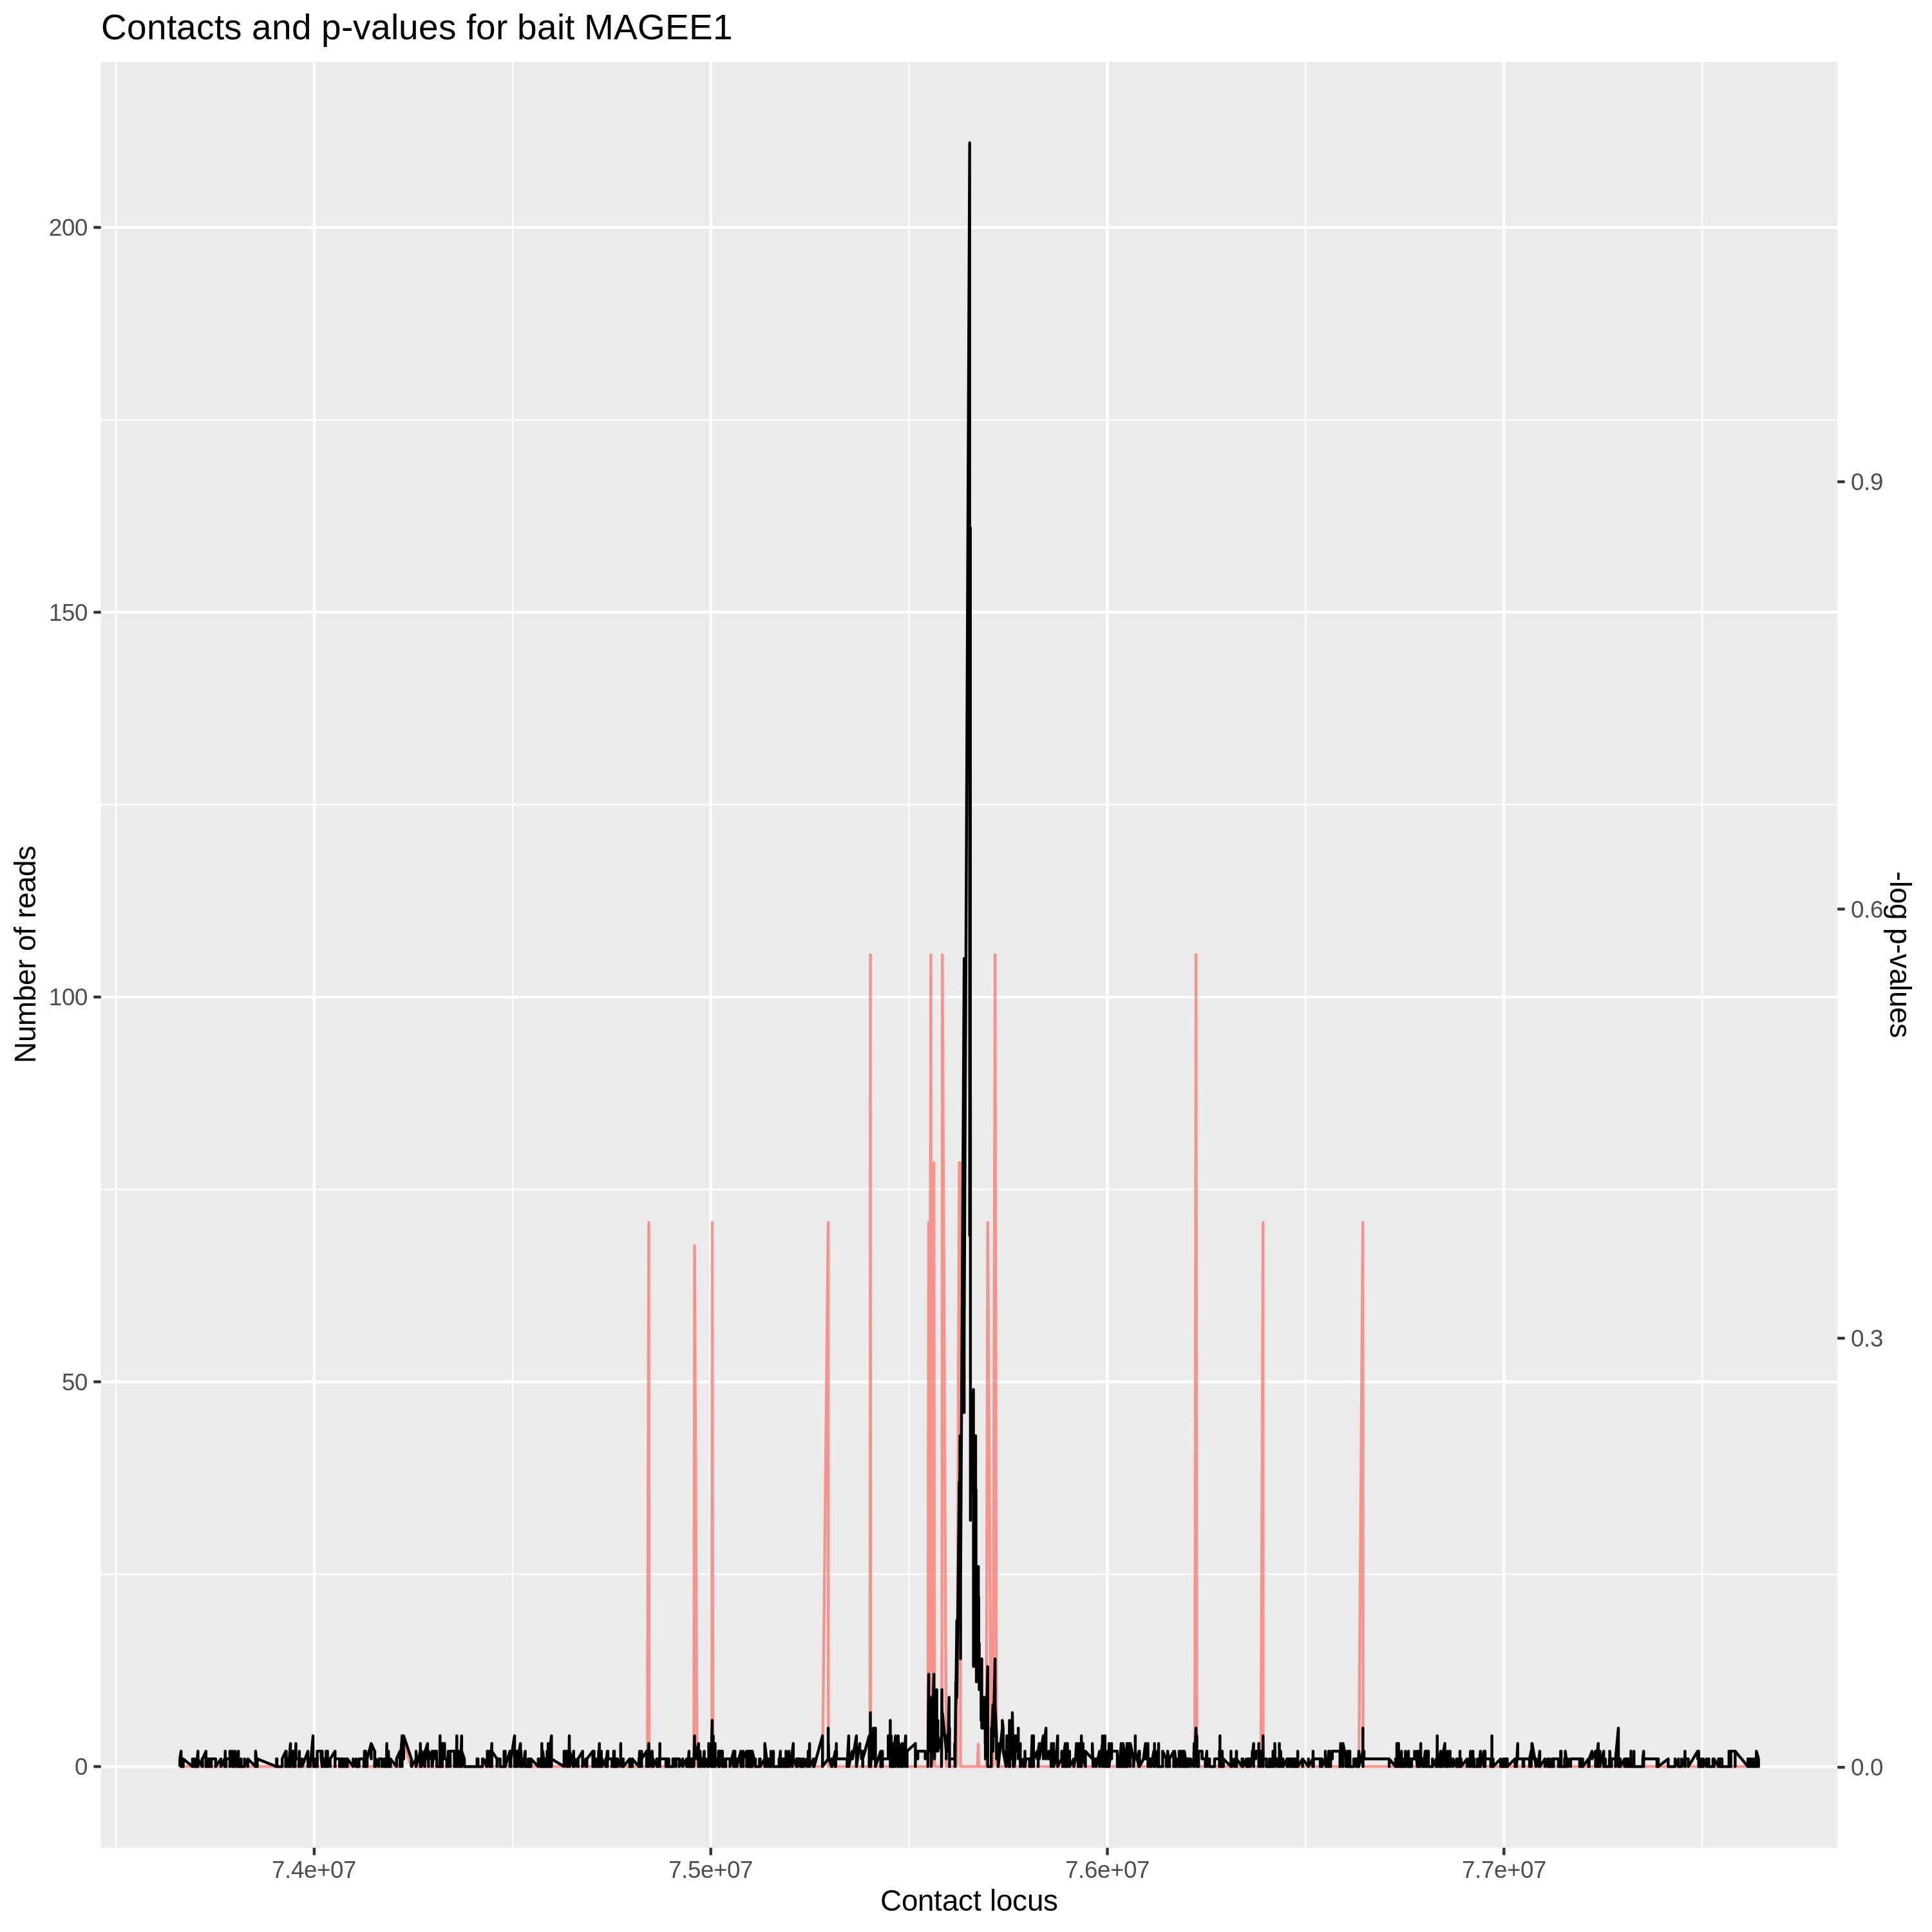 Contacts and p-values for bait MAGEE1
200
150
100
50
0
Number of reads
0.9
0.6
0.3
0.0
-log p-values
7.4e+07
7.5e+07
7.6e+07
7.7e+07
Contact locus